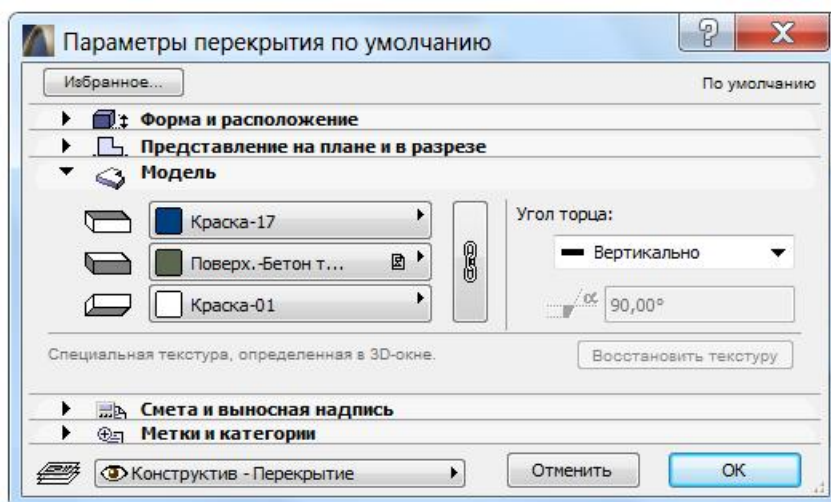 Параметры перекрытия по умолчанию
Избранное...
По умолчанию
Форма и расположение
Представление на плане и в разрезе
Модель
Краска-17
Поверх.-Бетон т...
Краска-01
Угол торца:
Вертикально
α 90,00°
Специальная текстура, определенная в 3D-окне.
Восстановить текстуру
Смета и выносная надпись
Метки и категории
Конструктив - Перекрытие
Отменить
OK